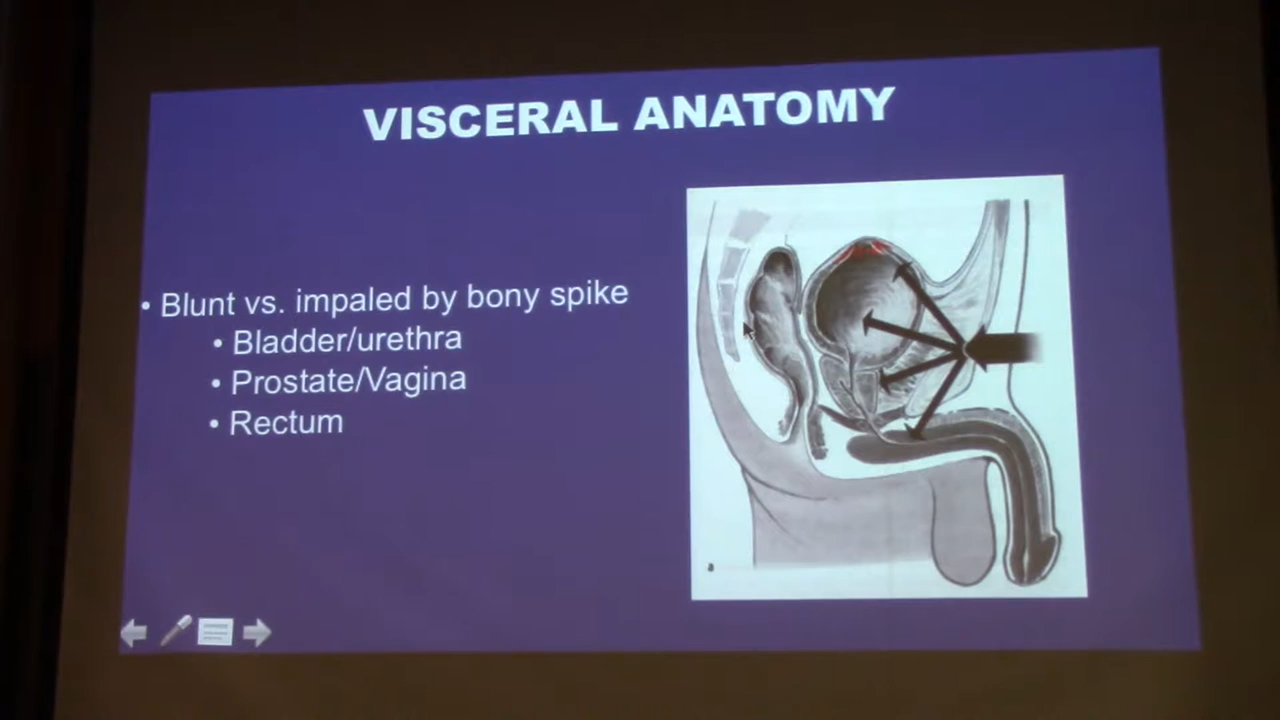 VISCERAL ANATOMY
• Blunt vs. impaled by bony spike
• Bladder/urethra
• Prostate/Vagina
• Rectum
a